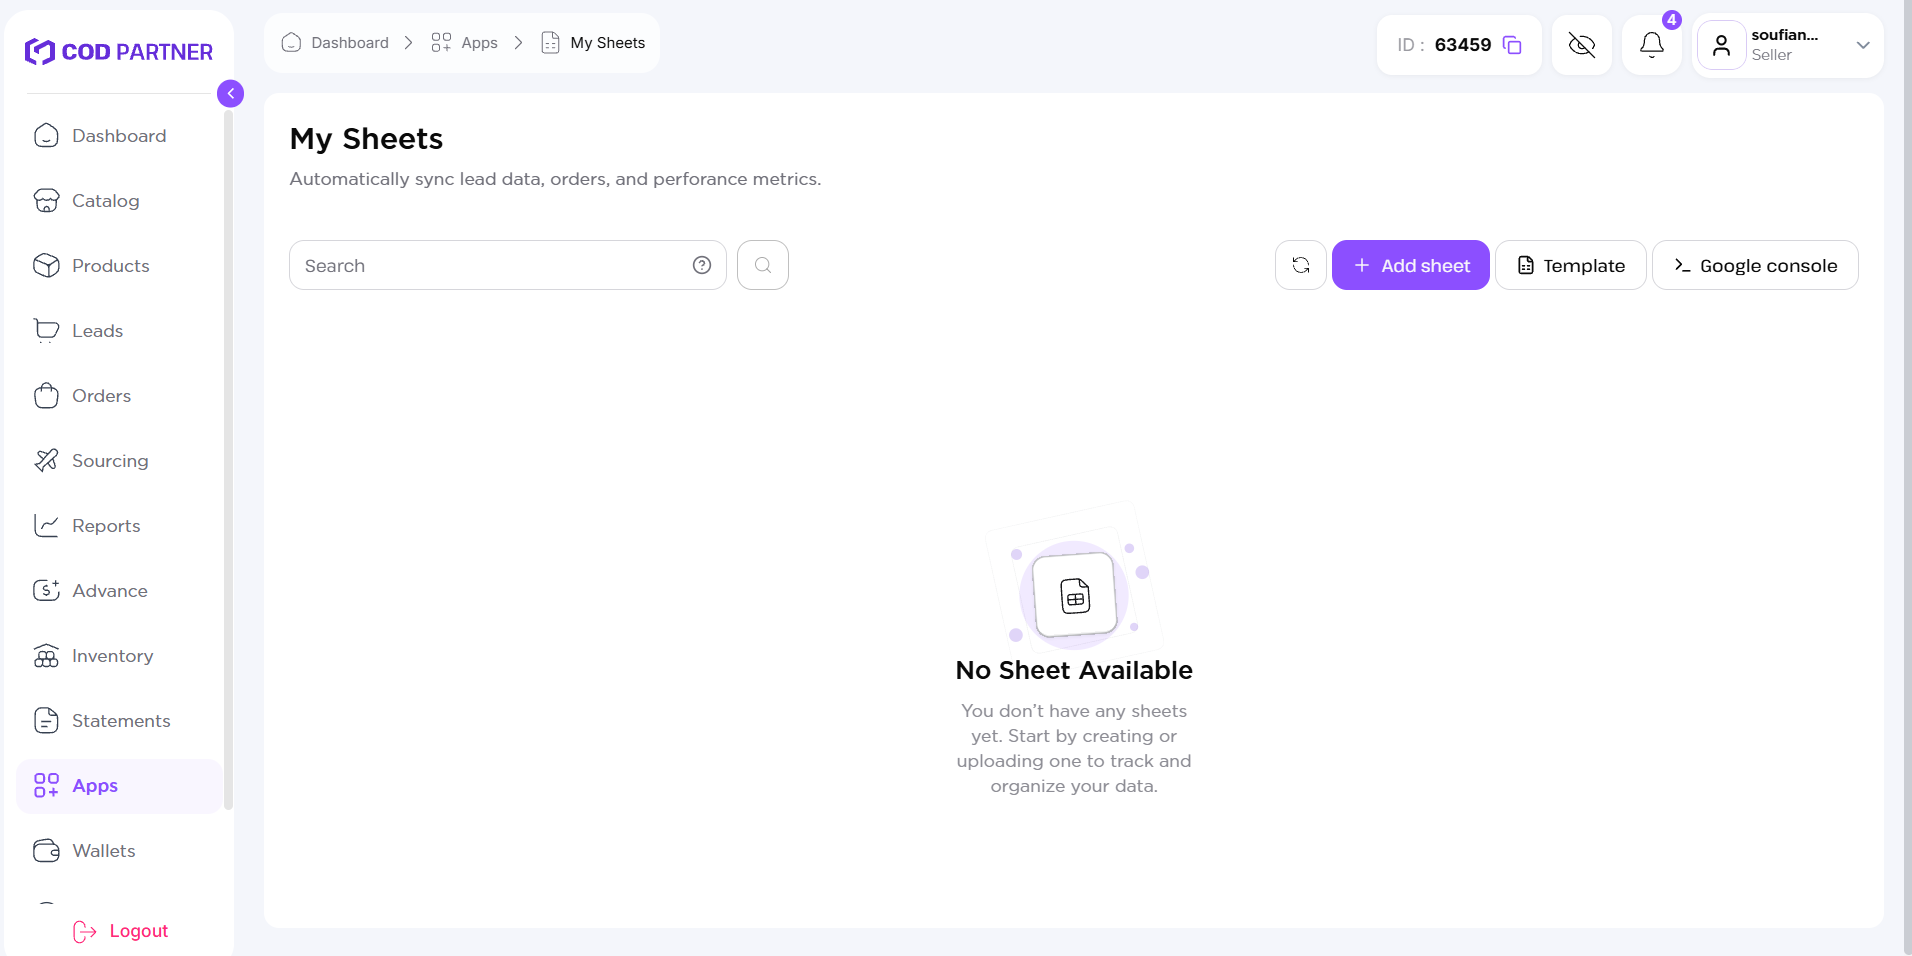 COD PARTNER
Dashboard
Catalog
Products
Leads
Orders
Sourcing
Reports
Advance
Inventory
Statements
Apps
Wallets
Logout
Dashboard > Apps > My Sheets
ID : 63459
4
soufian...
Seller
My Sheets
Automatically sync lead data, orders, and perforance metrics.
Search
+ Add sheet
Template
Google console
No Sheet Available
You don’t have any sheets
yet. Start by creating or
uploading one to track and
organize your data.